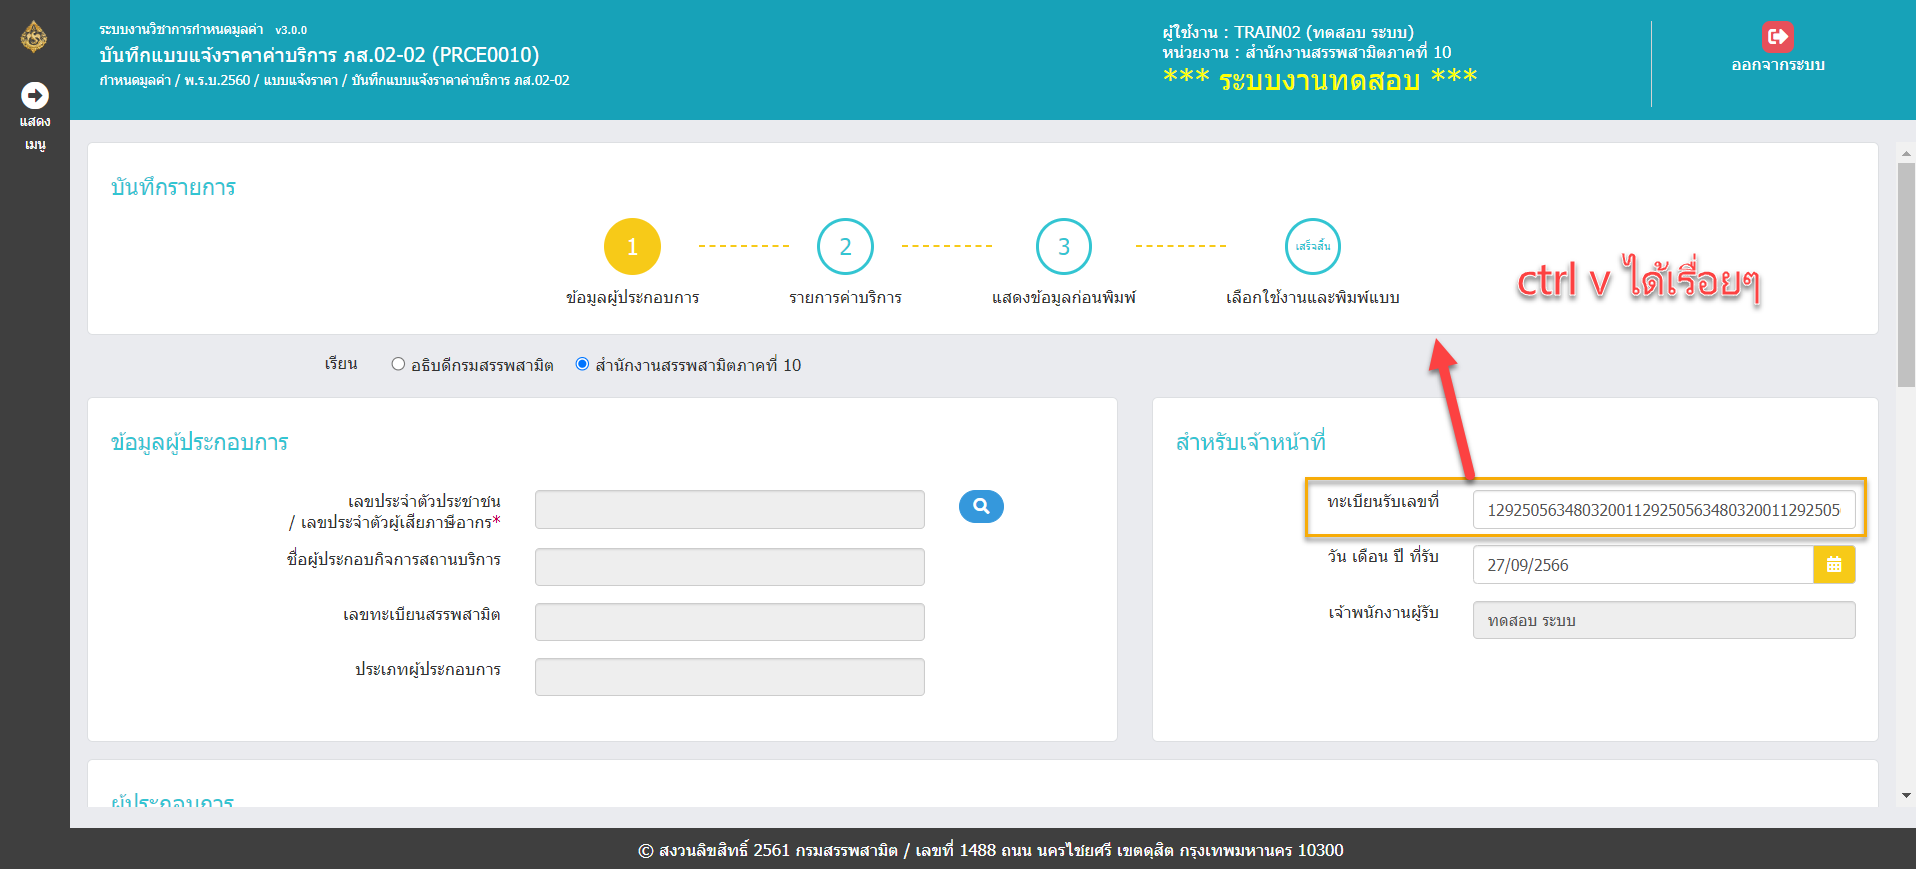 ระบบงานวิชาการกำหนดมูลค่า v3.0.0
บันทึกแบบแจ้งราคาค่าบริการ ภส.02-02 (PRCE0010)
กำหนดมูลค่า / พ.ร.บ.2560 / แบบแจ้งราคา / บันทึกแบบแจ้งราคาค่าบริการ ภส.02-02
ผู้ใช้งาน : TRAIN02 (ทดสอบ ระบบ)
หน่วยงาน : สำนักงานสรรพสามิตภาคที่ 10
*** ระบบงานทดสอบ ***
ออกจากระบบ
แสดง
เมนู
บันทึกรายการ
1
2
3
เสร็จสิ้น
ข้อมูลผู้ประกอบการ
รายการค่าบริการ
แสดงข้อมูลก่อนพิมพ์
เลือกใช้งานและพิมพ์แบบ
ctrl v ได้เรื่อยๆ
เรียน
อธิบดีกรมสรรพสามิต
สำนักงานสรรพสามิตภาคที่ 10
ข้อมูลผู้ประกอบการ
เลขประจำตัวประชาชน
/ เลขประจำตัวผู้เสียภาษีอากร*
ชื่อผู้ประกอบกิจการสถานบริการ
เลขทะเบียนสรรพสามิต
ประเภทผู้ประกอบการ
สำหรับเจ้าหน้าที่
ทะเบียนรับเลขที่
12925056348032001129250563480320011292505
วัน เดือน ปี ที่รับ
27/09/2566
เจ้าพนักงานผู้รับ
ทดสอบ ระบบ
ผู้ประกอบการ
© สงวนลิขสิทธิ์ 2561 กรมสรรพสามิต / เลขที่ 1488 ถนน นครไชยศรี เขตดุสิต กรุงเทพมหานคร 10300